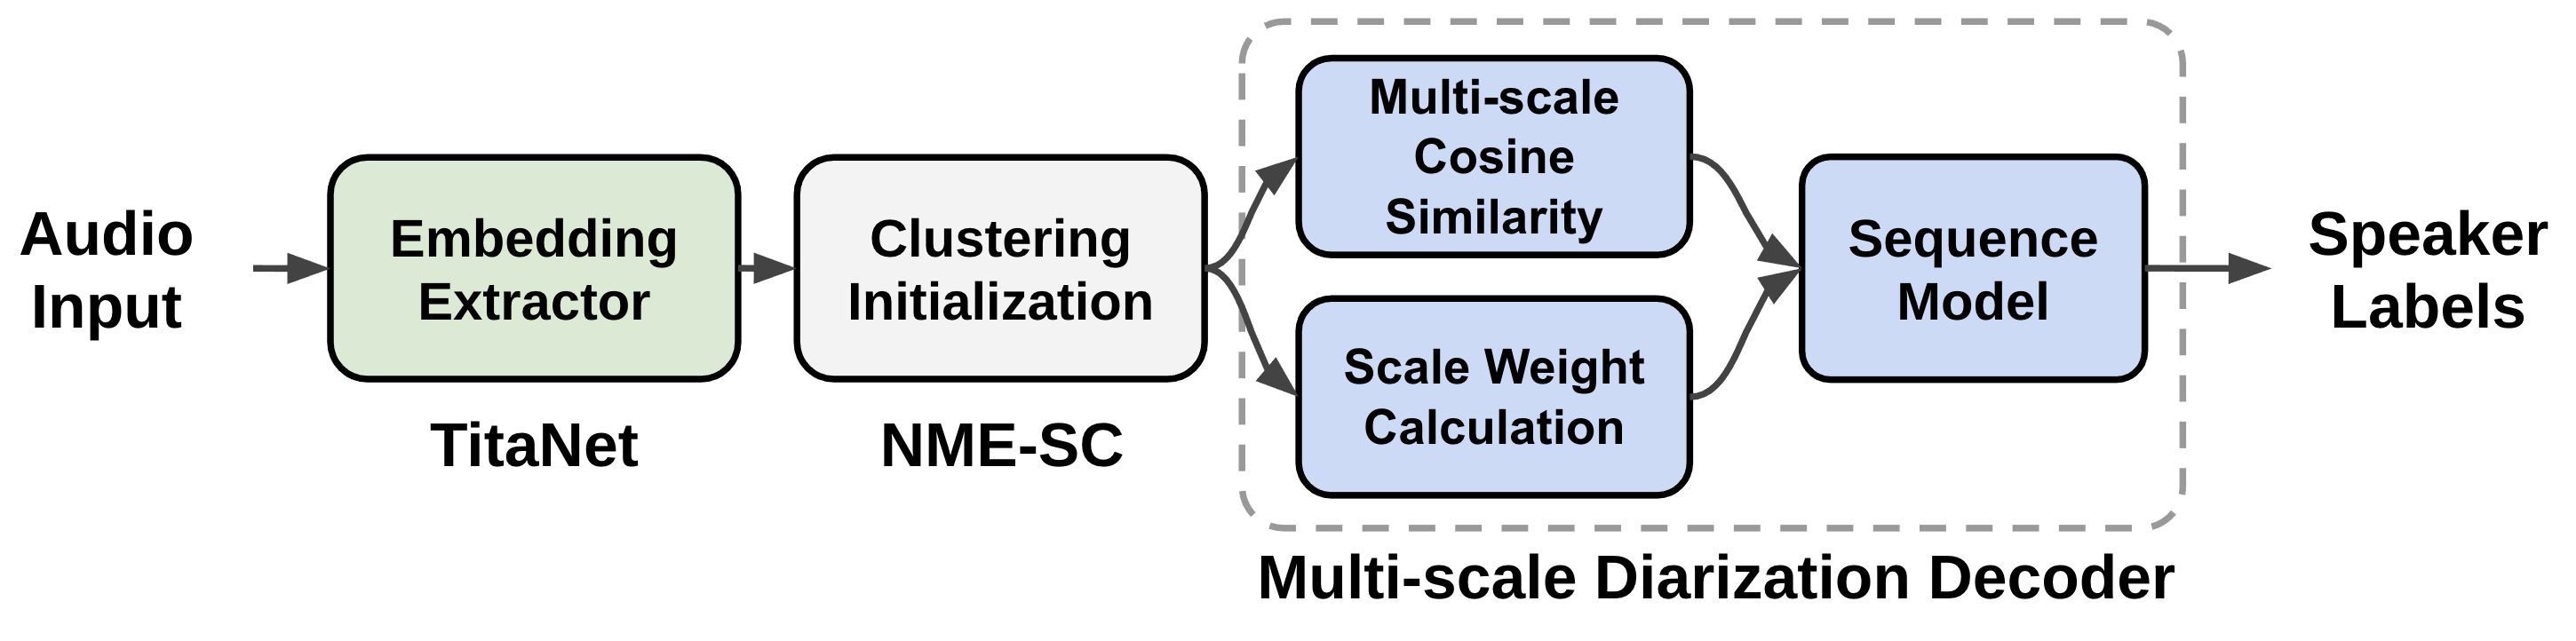 Audio
Input
Embedding
Extractor
TitaNet
Clustering
Initialization
NME-SC
Multi-scale
Cosine
Similarity
Scale Weight
Calculation
Sequence
Model
Multi-scale Diarization Decoder
Speaker
Labels